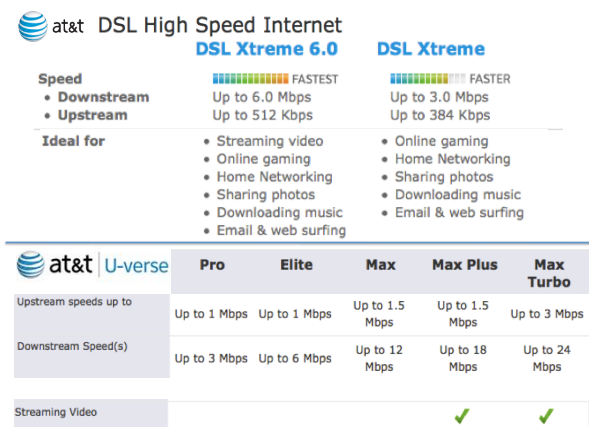 at&t DSL High Speed Internet
DSL Xtreme 6.0 DSL Xtreme
Speed FASTEST FASTER
• Downstream Up to 6.0 Mbps Up to 3.0 Mbps
• Upstream Up to 512 Kbps Up to 384 Kbps
Ideal for • Streaming video • Online gaming
• Online gaming • Home Networking
• Home Networking • Sharing photos
• Sharing photos • Downloading music
• Downloading music • Email & web surfing
• Email & web surfing
at&t U-verse Pro Elite Max Max Plus Max
Turbo
Upstream speeds up to Up to 1 Mbps Up to 1 Mbps Up to 1.5 Mbps Up to 1.5 Mbps Up to 3 Mbps
Downstream Speed(s) Up to 3 Mbps Up to 6 Mbps Up to 12 Mbps Up to 18 Mbps Up to 24 Mbps
Streaming Video ✓ ✓